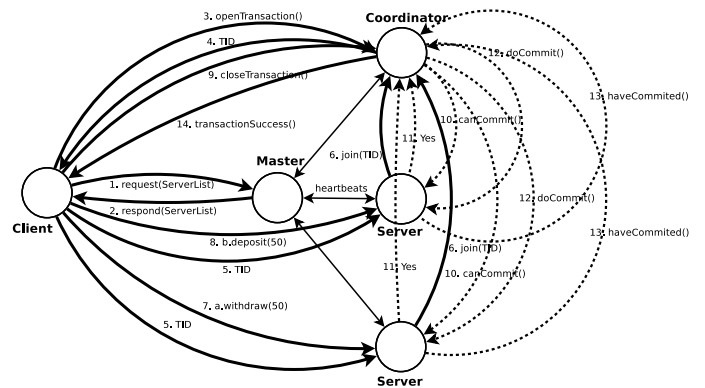 3. openTransaction()
Coordinator
4. TID
12. doCommit()
9. closeTransaction()
13. haveCommited()
14. transactionSuccess()
10. canCommit()
11. Yes
6. join(TID)
Master
1. request(ServerList)
heartbeats
2. respond(ServerList)
12. doCommit()
Client
Server
13. haveCommited()
8. b.deposit(50)
6. join(TID)
5. TID
11. Yes
10. canCommit()
7. a.withdraw(50)
5. TID
Server